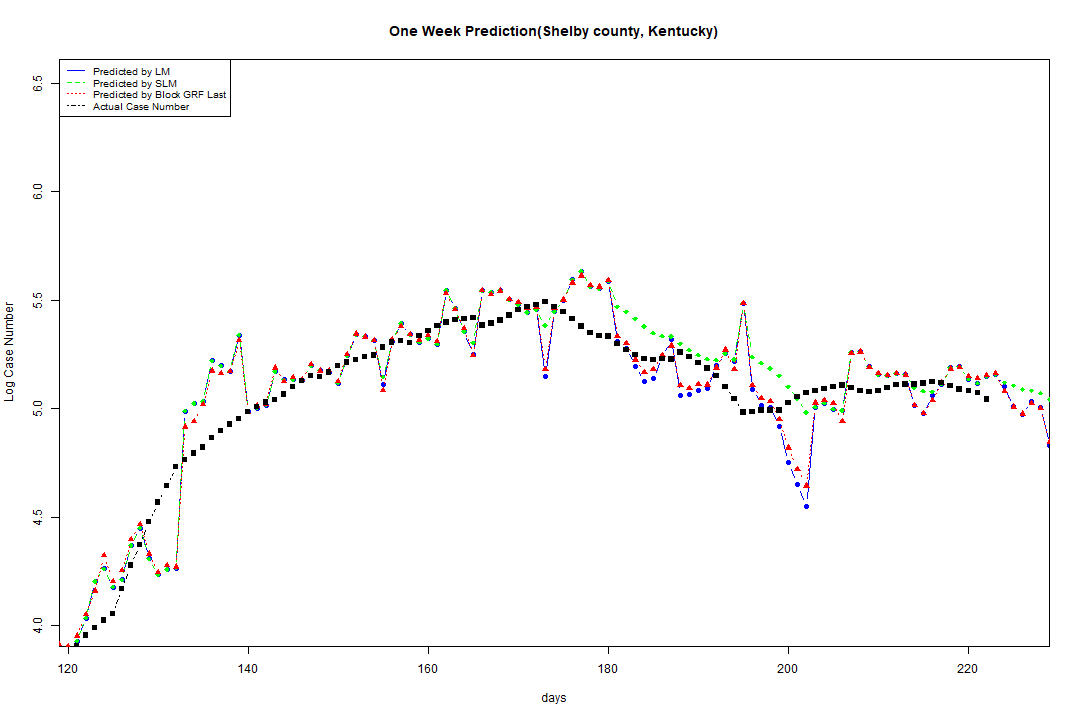 One Week Prediction(Shelby county, Kentucky)
Predicted by LM
Predicted by SLM
Predicted by Block GRF Last
Actual Case Number
6.5
6.0
5.5
5.0
4.5
4.0
Log Case Number
120 140 160 180 200 220
days